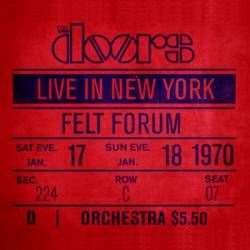 THE
doors
LIVE IN NEW YORK
FELT FORUM
SAT EVE. JAN. 17 SUN EVE. JAN. 18 1970
SEC. 224 ROW C SEAT 07
D | ORCHESTRA $5.50